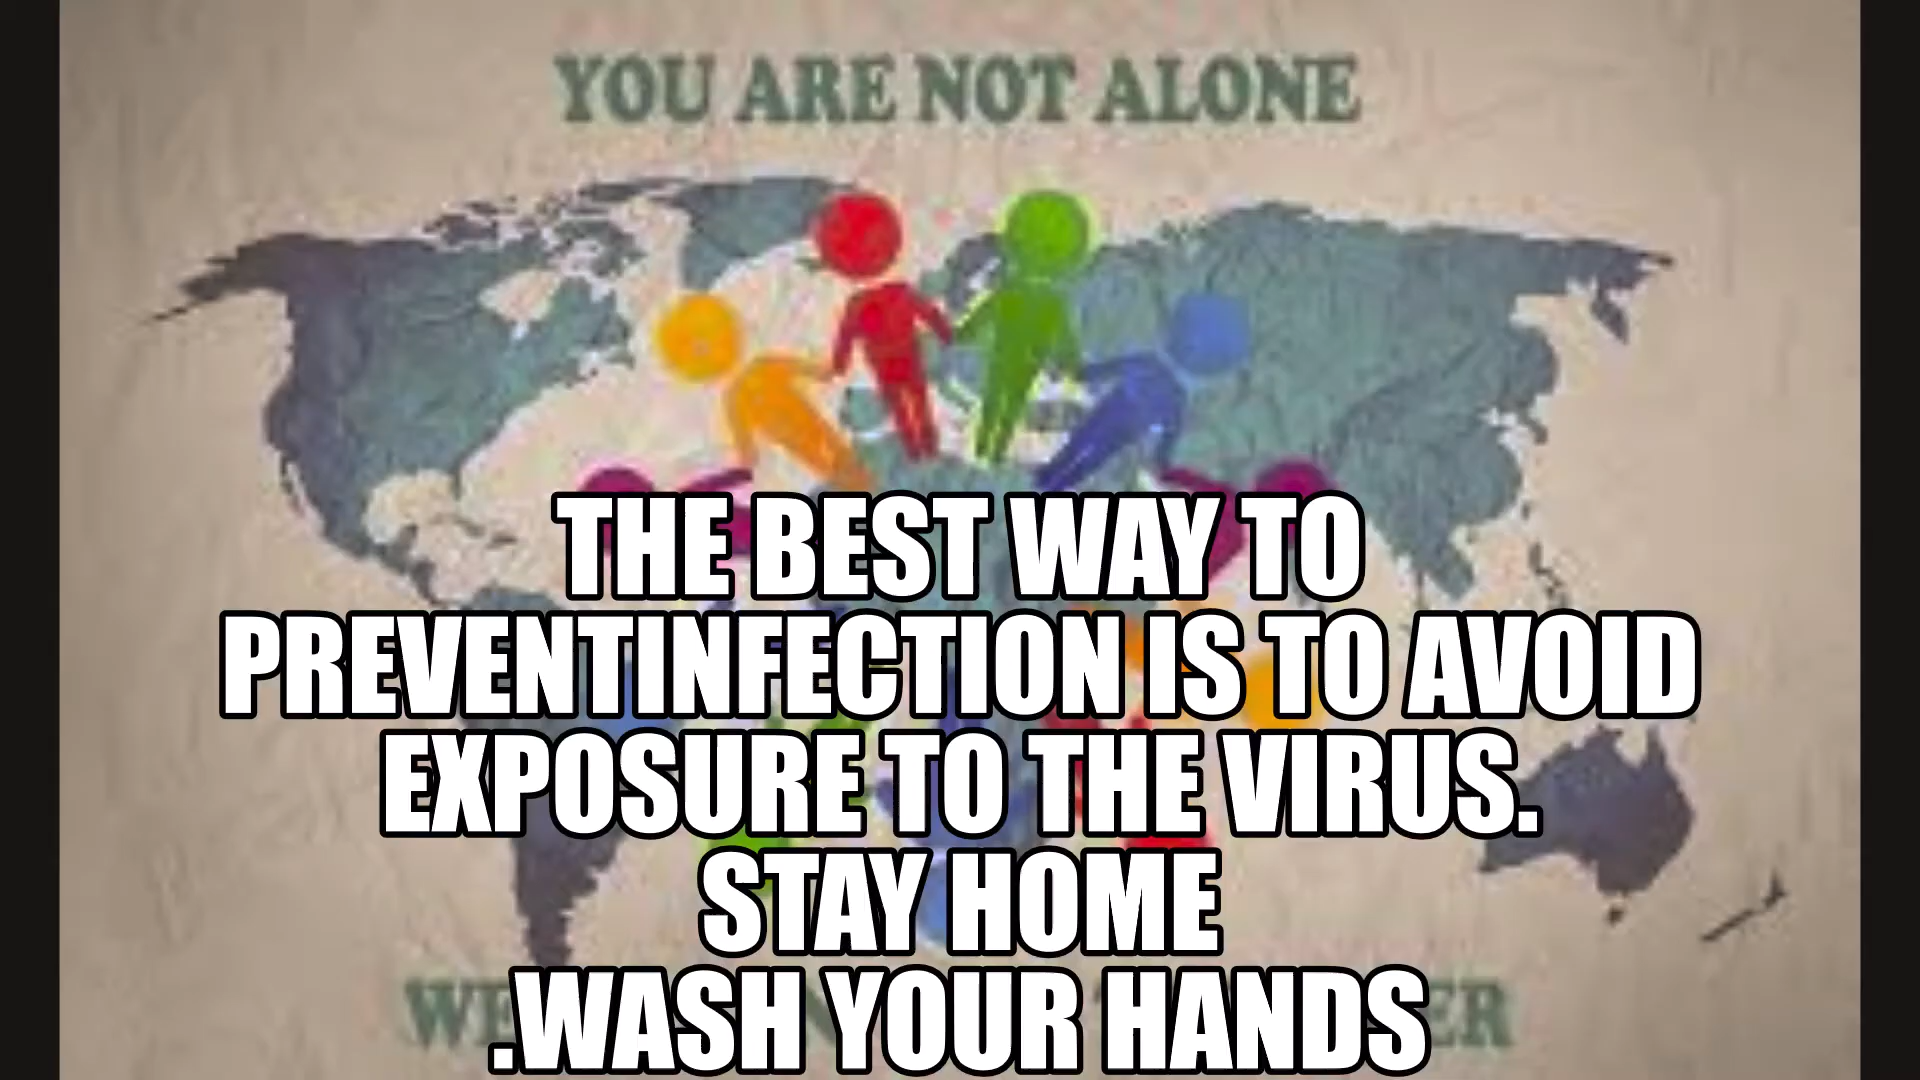 YOU ARE NOT ALONE
THE BEST WAY TO
PREVENTINFECTION IS TO AVOID
EXPOSURE TO THE VIRUS.
STAY HOME
.WASH YOUR HANDS
WE